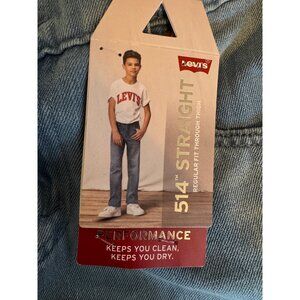 LEVI'S
LEVI'S
514™ STRAIGHT
REGULAR FIT THROUGH THIGH
PERFORMANCE
KEEPS YOU CLEAN,
KEEPS YOU DRY.